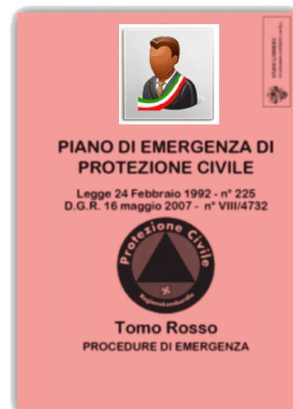 PIANO DI EMERGENZA DI
PROTEZIONE CIVILE
Legge 24 Febbraio 1992 - n° 225
D.G.R. 16 maggio 2007 - n° VIII/4732
Protezione Civile
RegioneLombardia
Tomo Rosso
PROCEDURE DI EMERGENZA